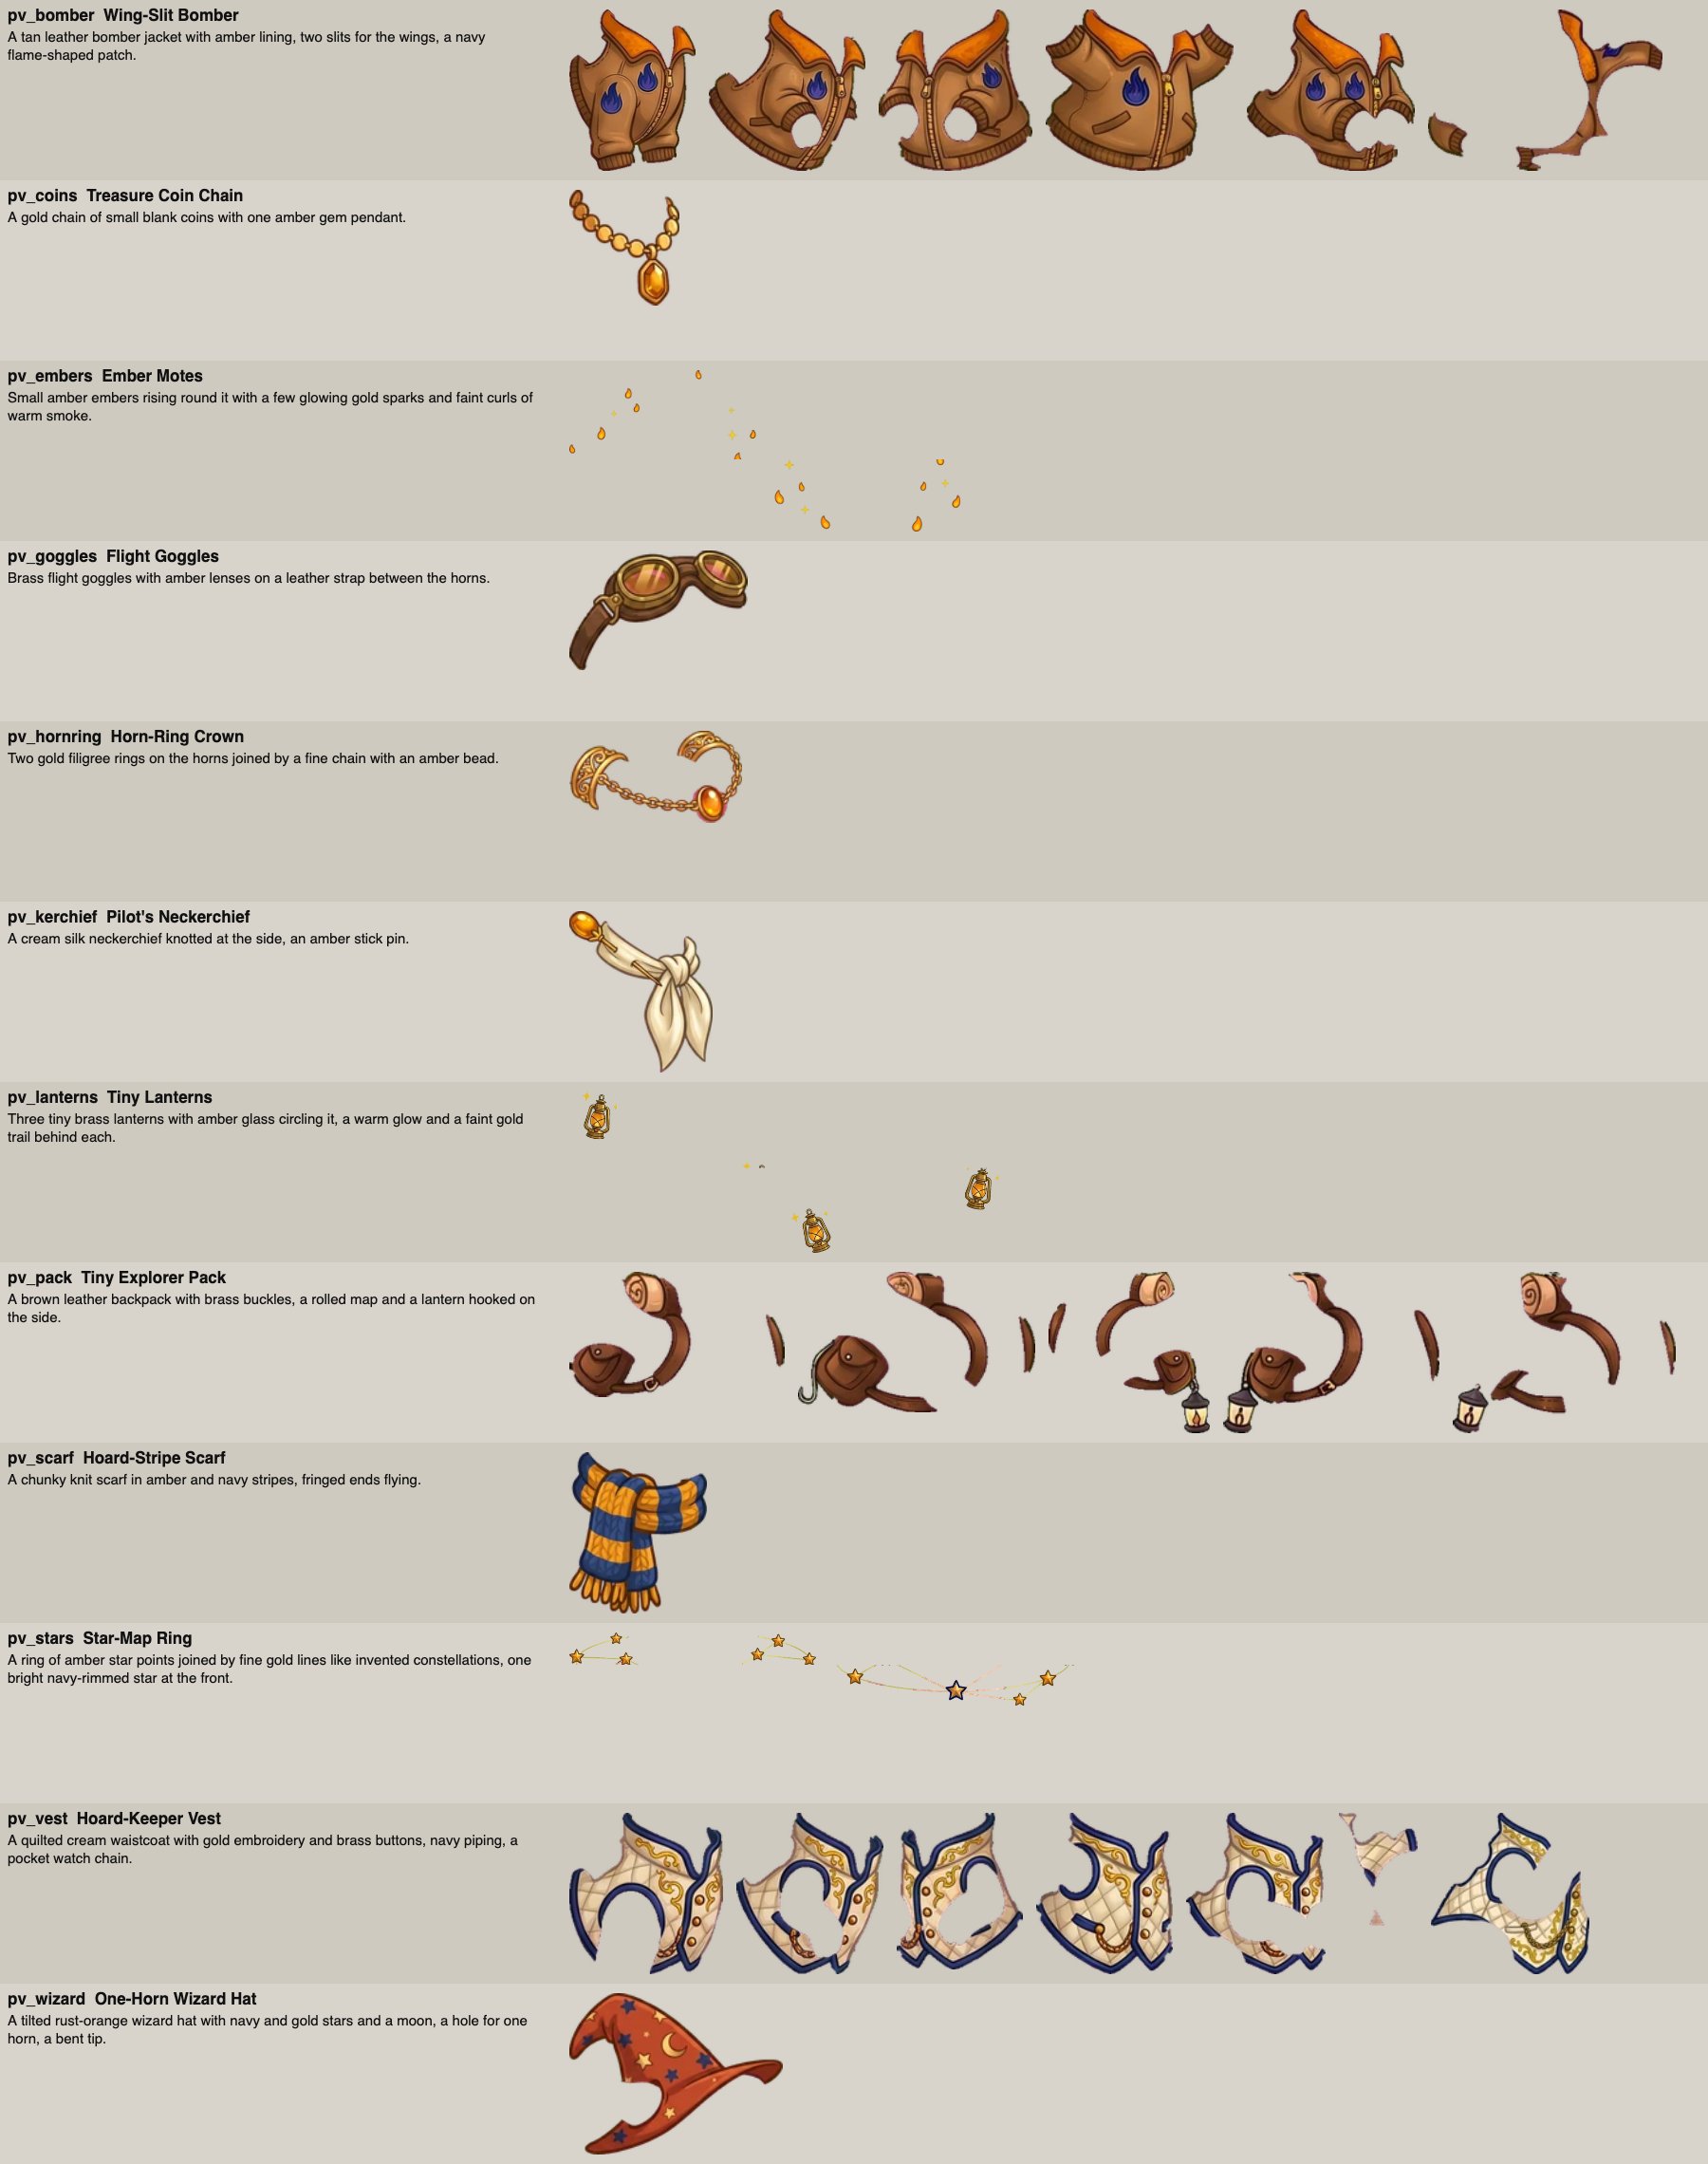 pv_bomber Wing-Slit Bomber
A tan leather bomber jacket with amber lining, two slits for the wings, a navy
flame-shaped patch.
pv_coins Treasure Coin Chain
A gold chain of small blank coins with one amber gem pendant.
pv_embers Ember Motes
Small amber embers rising round it with a few glowing gold sparks and faint curls of
warm smoke.
pv_goggles Flight Goggles
Brass flight goggles with amber lenses on a leather strap between the horns.
pv_hornring Horn-Ring Crown
Two gold filigree rings on the horns joined by a fine chain with an amber bead.
pv_kerchief Pilot's Neckerchief
A cream silk neckerchief knotted at the side, an amber stick pin.
pv_lanterns Tiny Lanterns
Three tiny brass lanterns with amber glass circling it, a warm glow and a faint gold
trail behind each.
pv_pack Tiny Explorer Pack
A brown leather backpack with brass buckles, a rolled map and a lantern hooked on
the side.
pv_scarf Hoard-Stripe Scarf
A chunky knit scarf in amber and navy stripes, fringed ends flying.
pv_stars Star-Map Ring
A ring of amber star points joined by fine gold lines like invented constellations, one
bright navy-rimmed star at the front.
pv_vest Hoard-Keeper Vest
A quilted cream waistcoat with gold embroidery and brass buttons, navy piping, a
pocket watch chain.
pv_wizard One-Horn Wizard Hat
A tilted rust-orange wizard hat with navy and gold stars and a moon, a hole for one
horn, a bent tip.